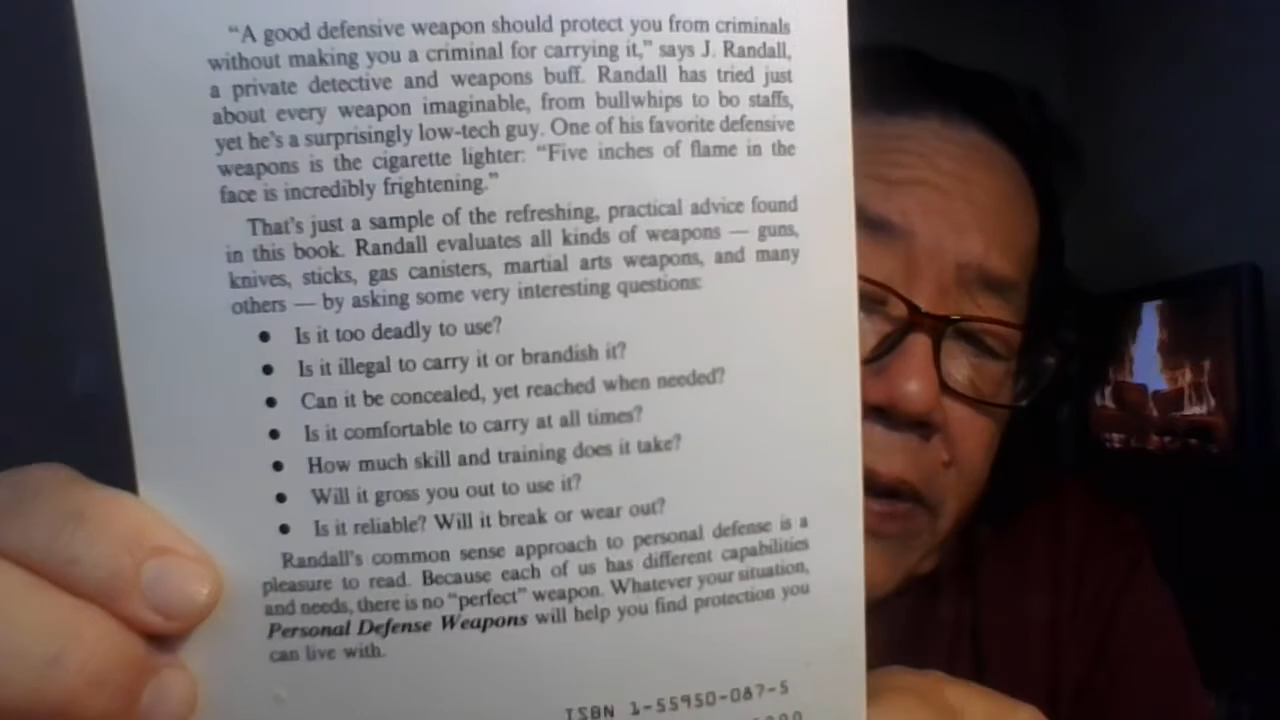 “A good defensive weapon should protect you from criminals
without making you a criminal for carrying it,” says J. Randall,
a private detective and weapons buff. Randall has tried just
about every weapon imaginable, from bullwhips to bo staffs,
yet he's a surprisingly low-tech guy. One of his favorite defensive
weapons is the cigarette lighter: “Five inches of flame in the
face is incredibly frightening.”
That's just a sample of the refreshing, practical advice found
in this book. Randall evaluates all kinds of weapons — guns,
knives, sticks, gas canisters, martial arts weapons, and many
others — by asking some very interesting questions:
● Is it too deadly to use?
● Is it illegal to carry it or brandish it?
● Can it be concealed, yet reached when needed?
● Is it comfortable to carry at all times?
● How much skill and training does it take?
● Will it gross you out to use it?
● Is it reliable? Will it break or wear out?
Randall's common sense approach to personal defense is a
pleasure to read. Because each of us has different capabilities
and needs, there is no “perfect” weapon. Whatever your situation,
Personal Defense Weapons will help you find protection you
can live with.
ISBN 1-55950-087-5